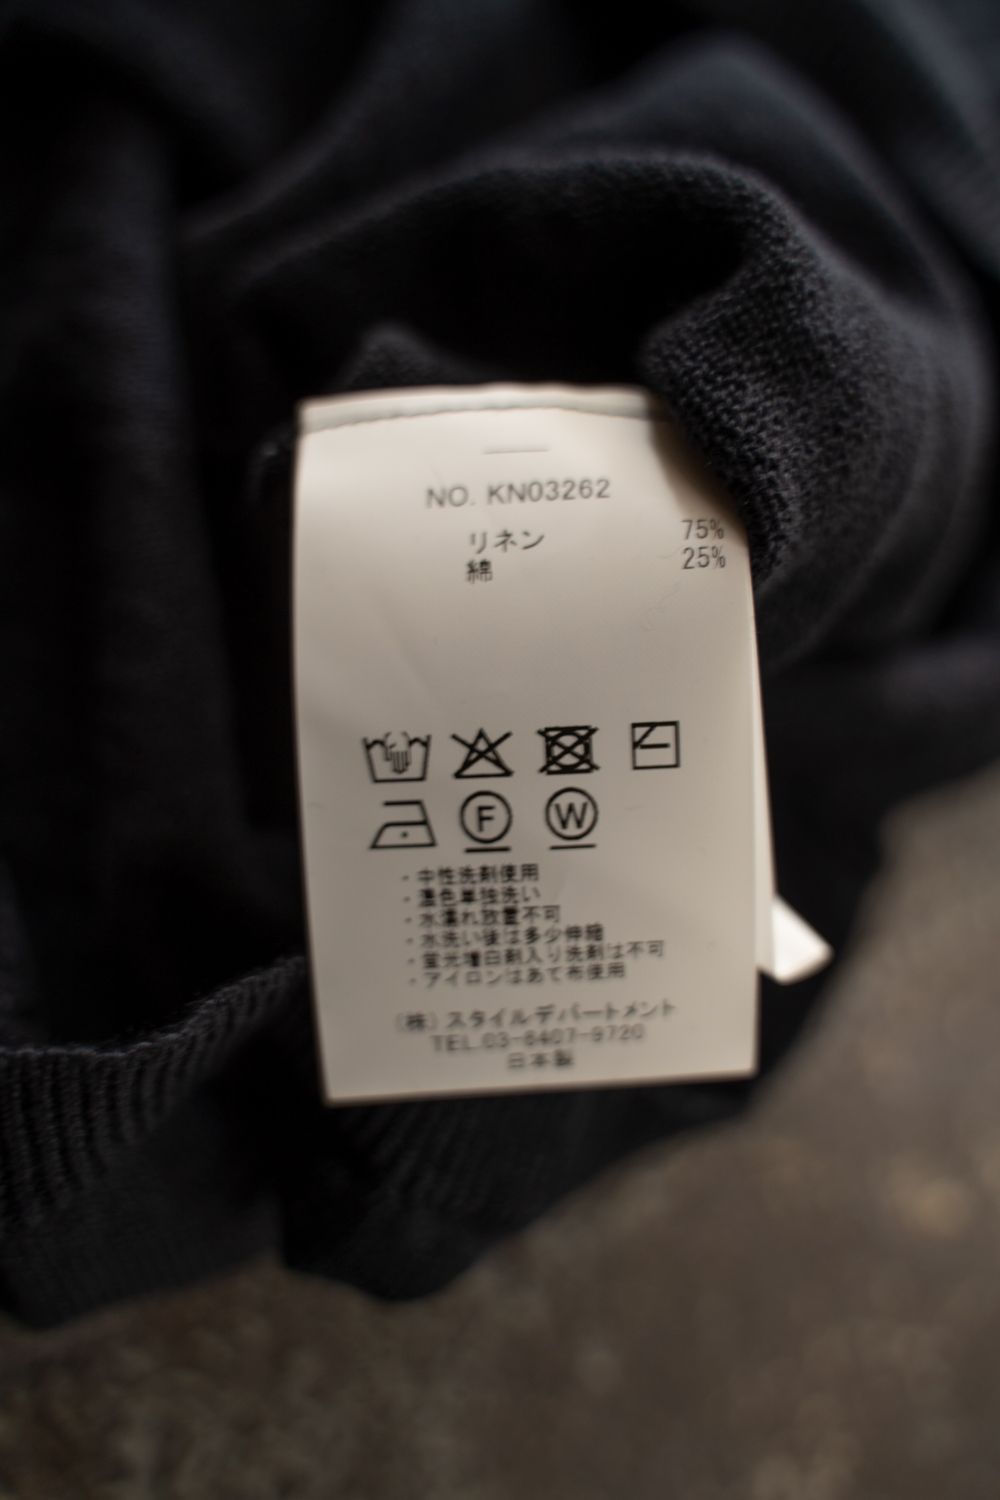 NO. KN03262
リネン 75%
綿 25%
F W
・中性洗剤使用
・濃色単独洗い
・水濡れ放置不可
・水洗い後は多少伸縮
・蛍光増白剤入り洗剤は不可
・アイロンはあて布使用
(株)スタイルデパートメント
TEL.03-6407-9720
日本製